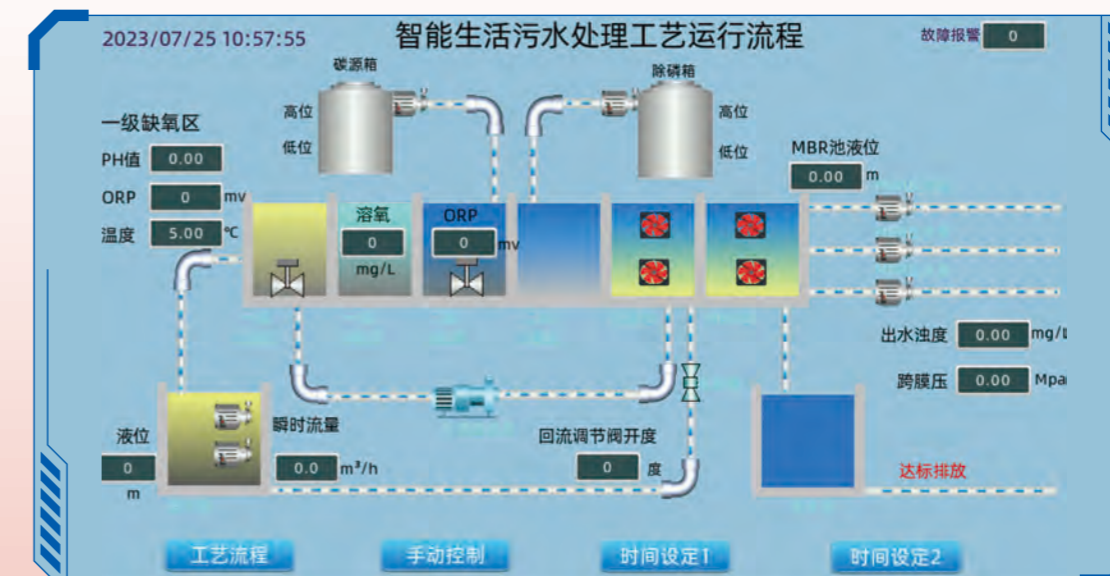 2023/07/25 10:57:55
智能生活污水处理工艺运行流程
故障报警 0
碳源箱
高位
低位
除磷箱
高位
低位
一级缺氧区
PH值 0.00
ORP 0 mv
温度 5.00 ℃
MBR池液位
0.00 m
溶氧
0
mg/L
ORP
0 mv
出水浊度 0.00 mg/L
跨膜压 0.00 Mpa
液位
0
m
瞬时流量
0.0 m³/h
回流调节阀开度
0 度
达标排放
工艺流程
手动控制
时间设定1
时间设定2